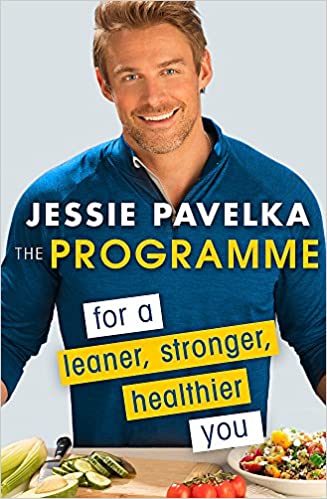 JESSIE PAVELKA
THE PROGRAMME
for a
leaner, stronger,
healthier
you